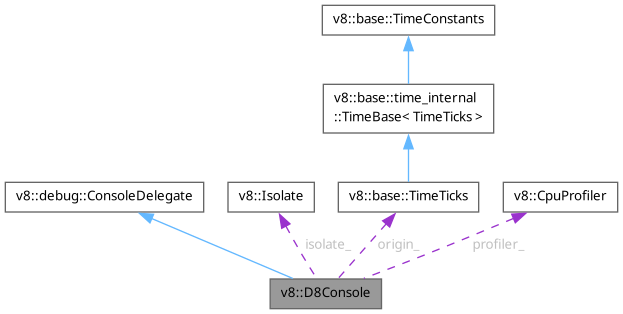 v8::base::TimeConstants
v8::base::time_internal
::TimeBase< TimeTicks >
v8::debug::ConsoleDelegate
v8::Isolate
v8::base::TimeTicks
v8::CpuProfiler
isolate_
origin_
profiler_
v8::D8Console